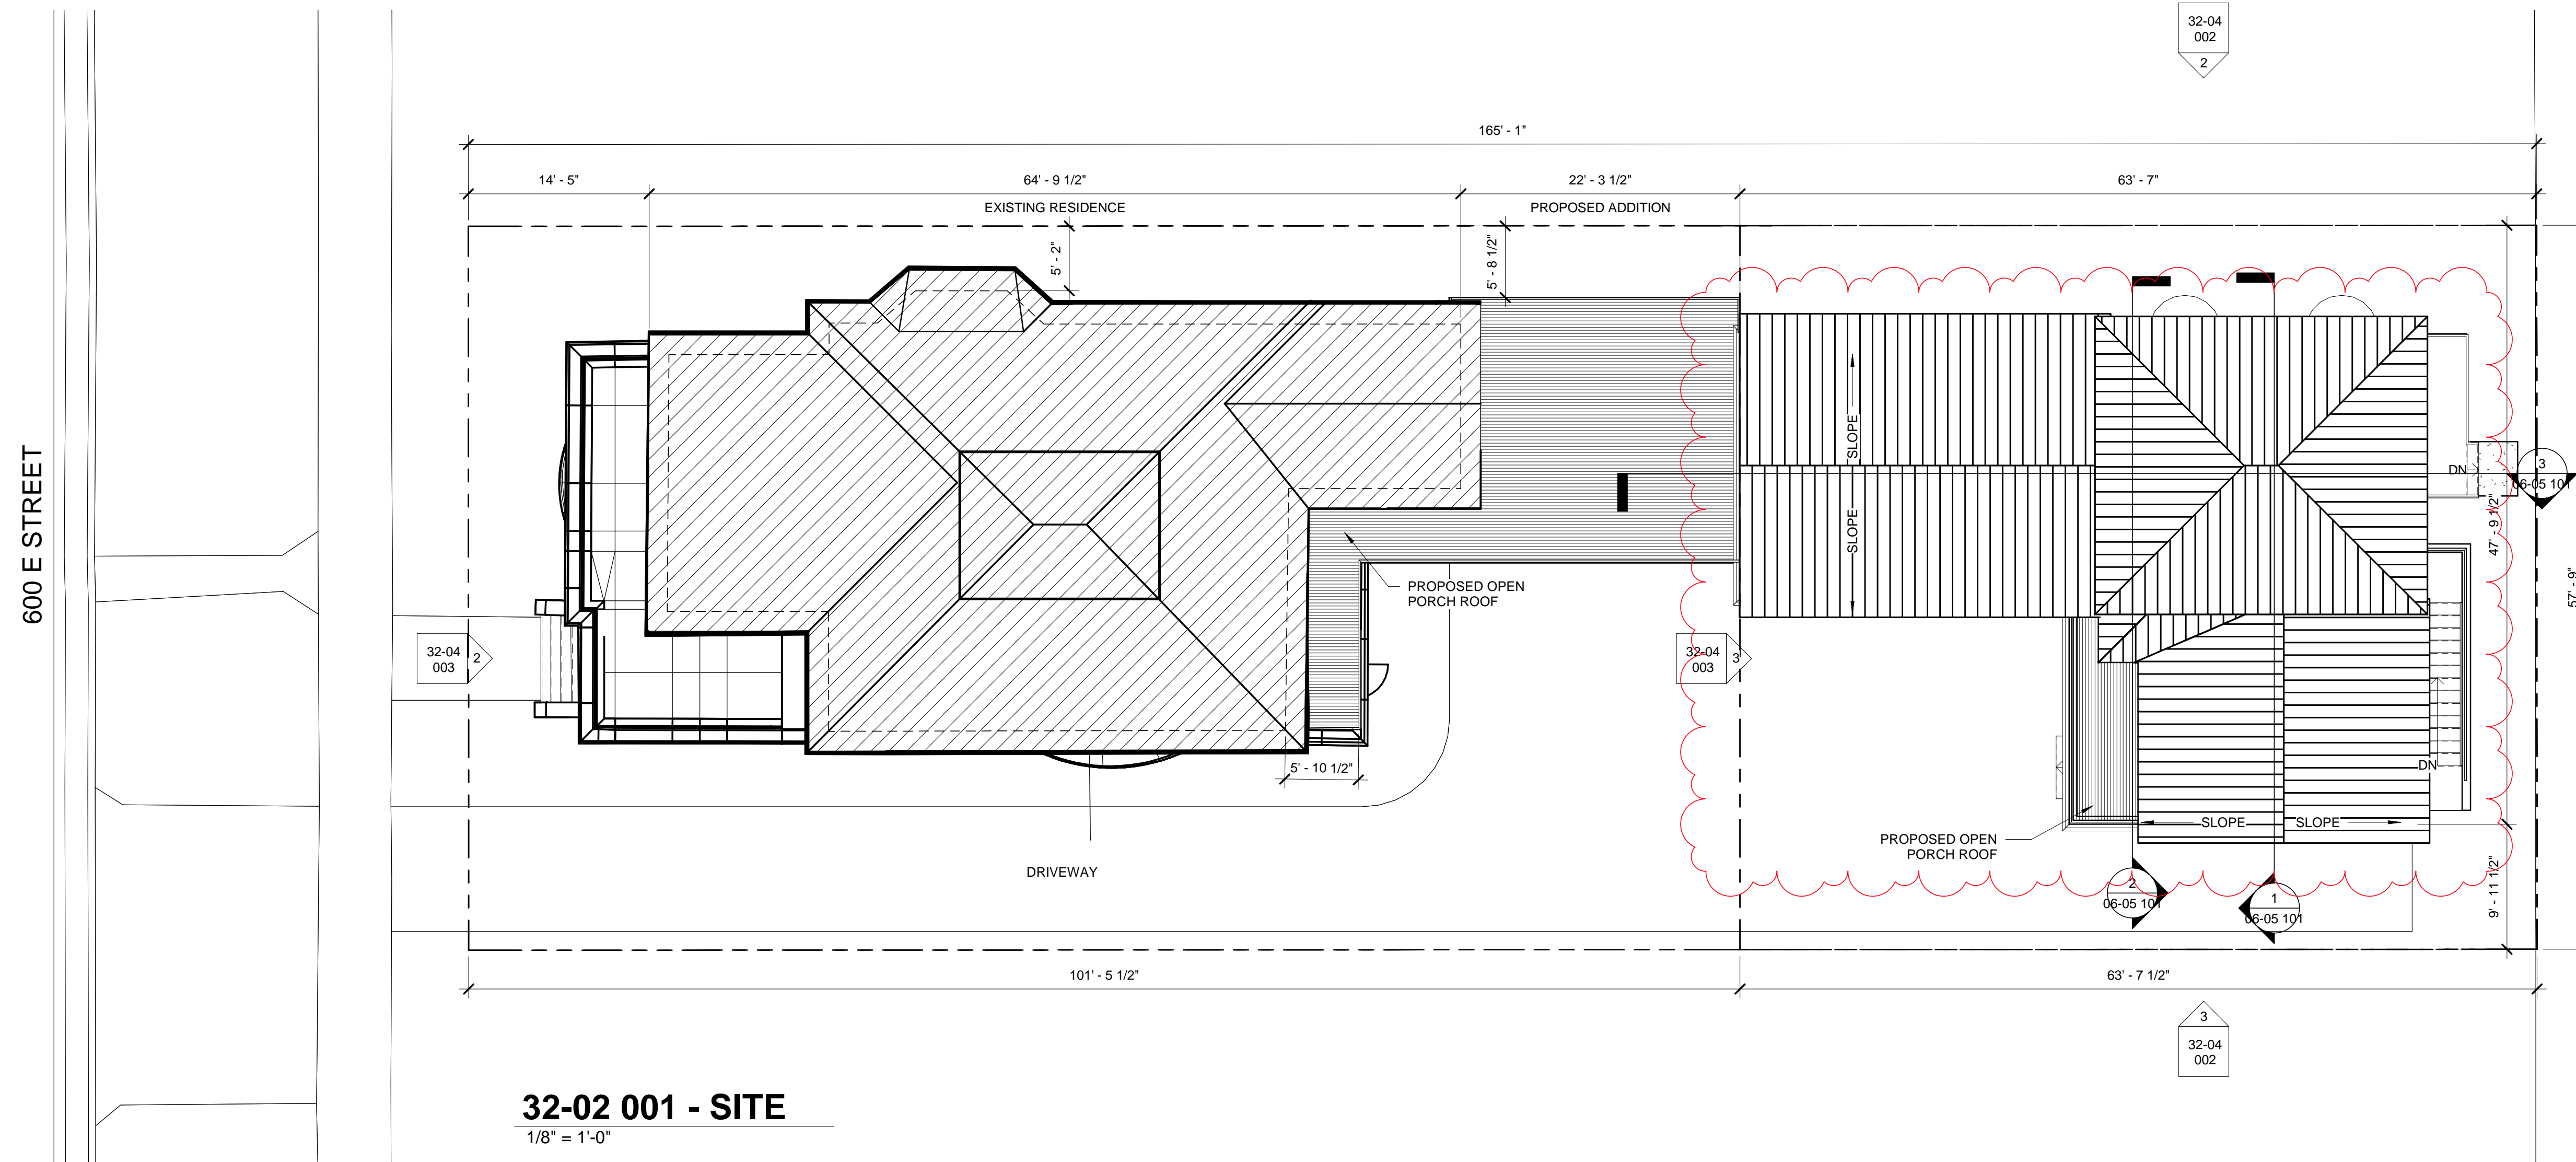 32-04
002
2
165' - 1"
14' - 5"
64' - 9 1/2"
22' - 3 1/2"
63' - 7"
EXISTING RESIDENCE
PROPOSED ADDITION
5' - 2"
5' - 8 1/2"
SLOPE
SLOPE
600 E STREET
DN
3
06-05 101
47' - 9 1/2"
57' - 9"
PROPOSED OPEN
PORCH ROOF
32-04
003
2
32-04
003
3
5' - 10 1/2"
DN
SLOPE
SLOPE
PROPOSED OPEN
PORCH ROOF
DRIVEWAY
2
06-05 101
1
06-05 101
9' - 11 1/2"
101' - 5 1/2"
63' - 7 1/2"
3
32-04
002
32-02 001 - SITE
1/8" = 1'-0"